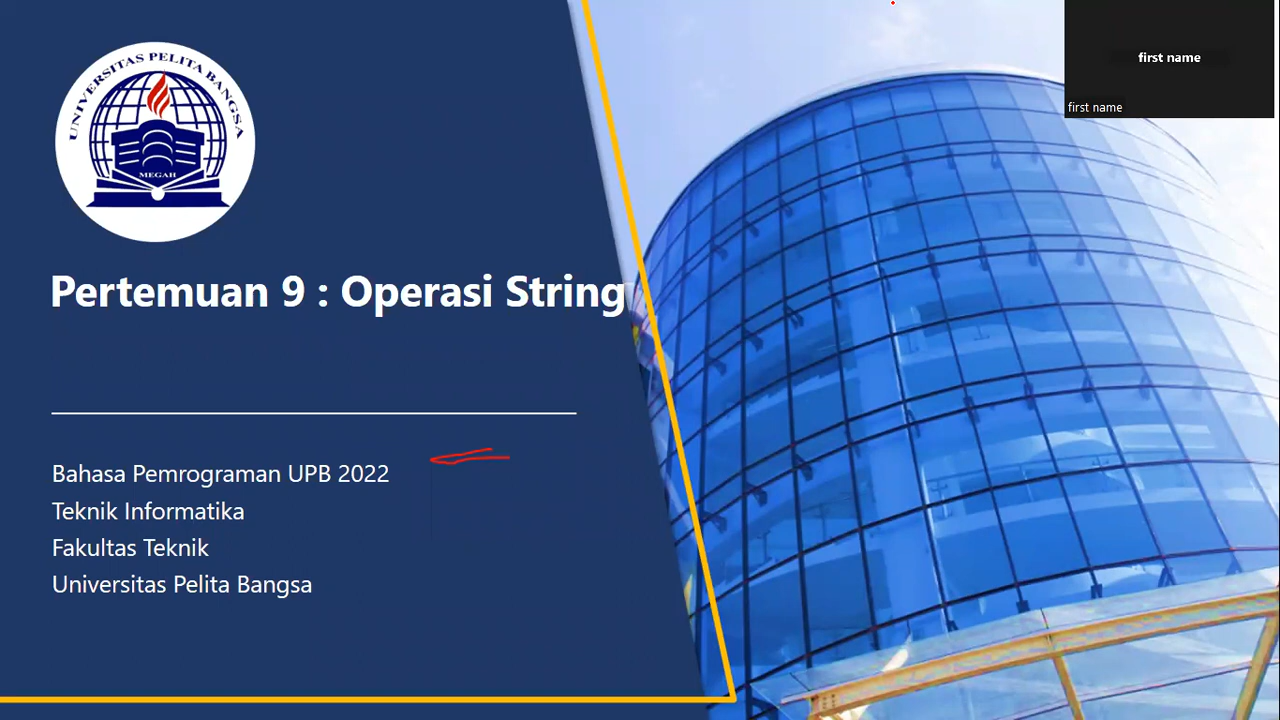 UNIVERSITAS PELITA BANGSA
MEGAH
first name
first name
Pertemuan 9 : Operasi String
Bahasa Pemrograman UPB 2022
Teknik Informatika
Fakultas Teknik
Universitas Pelita Bangsa